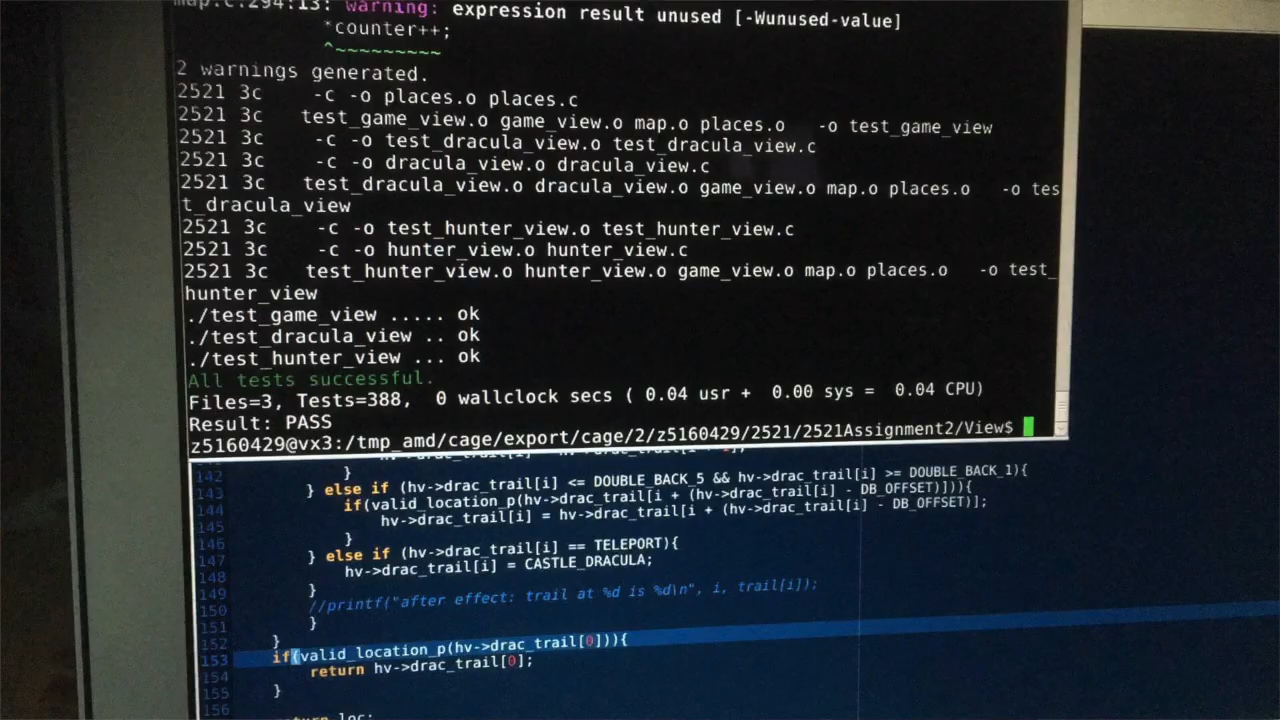 map.c:294:13: warning: expression result unused [-Wunused-value]
*counter++;
^~~~~~~~~~
2 warnings generated.
2521 3c -c -o places.o places.c
2521 3c test_game_view.o game_view.o map.o places.o -o test_game_view
2521 3c -c -o test_dracula_view.o test_dracula_view.c
2521 3c -c -o dracula_view.o dracula_view.c
2521 3c test_dracula_view.o dracula_view.o game_view.o map.o places.o -o tes
t_dracula_view
2521 3c -c -o test_hunter_view.o test_hunter_view.c
2521 3c -c -o hunter_view.o hunter_view.c
2521 3c test_hunter_view.o hunter_view.o game_view.o map.o places.o -o test_
hunter_view
./test_game_view ..... ok
./test_dracula_view .. ok
./test_hunter_view ... ok
All tests successful.
Files=3, Tests=388, 0 wallclock secs ( 0.04 usr + 0.00 sys = 0.04 CPU)
Result: PASS
z5160429@vx3:/tmp_amd/cage/export/cage/2/z5160429/2521/2521Assignment2/View$
142 }
143 } else if (hv->drac_trail[i] <= DOUBLE_BACK_5 && hv->drac_trail[i] >= DOUBLE_BACK_1){
144 if(valid_location_p(hv->drac_trail[i + (hv->drac_trail[i] - DB_OFFSET)])){
145 hv->drac_trail[i] = hv->drac_trail[i + (hv->drac_trail[i] - DB_OFFSET)];
146 }
147 } else if (hv->drac_trail[i] == TELEPORT){
148 hv->drac_trail[i] = CASTLE_DRACULA;
149 }
150 //printf("after effect: trail at %d is %d\n", i, trail[i]);
151 }
152 }
153 if(valid_location_p(hv->drac_trail[0])){
154 return hv->drac_trail[0];
155 }
156
return loc;